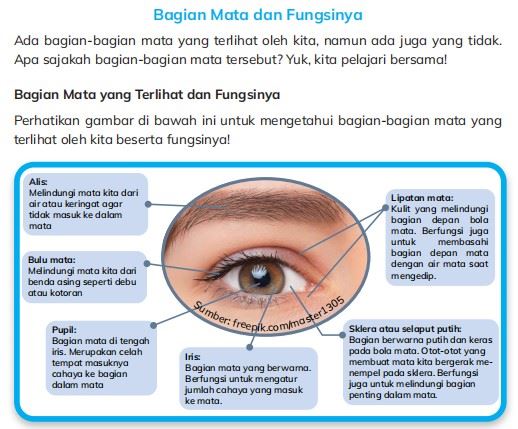 Bagian Mata dan Fungsinya
Ada bagian-bagian mata yang terlihat oleh kita, namun ada juga yang tidak.
Apa sajakah bagian-bagian mata tersebut? Yuk, kita pelajari bersama!
Bagian Mata yang Terlihat dan Fungsinya
Perhatikan gambar di bawah ini untuk mengetahui bagian-bagian mata yang
terlihat oleh kita beserta fungsinya!
Alis:
Melindungi mata kita dari
air atau keringat agar
tidak masuk ke dalam
mata
Lipatan mata:
Kulit yang melindungi
bagian depan bola
mata. Berfungsi juga
untuk membasahi
bagian depan mata
dengan air mata saat
mengedip.
Bulu mata:
Melindungi mata kita dari
benda asing seperti debu
atau kotoran
Sumber: freepik.com/master1305
Pupil:
Bagian mata di tengah
iris. Merupakan celah
tempat masuknya
cahaya ke bagian
dalam mata
Iris:
Bagian mata yang berwarna.
Berfungsi untuk mengatur
jumlah cahaya yang masuk
ke mata.
Sklera atau selaput putih:
Bagian berwarna putih dan keras
pada bola mata. Otot-otot yang
membuat mata kita bergerak me-
nempel pada sklera. Berfungsi
juga untuk melindungi bagian
penting dalam mata.